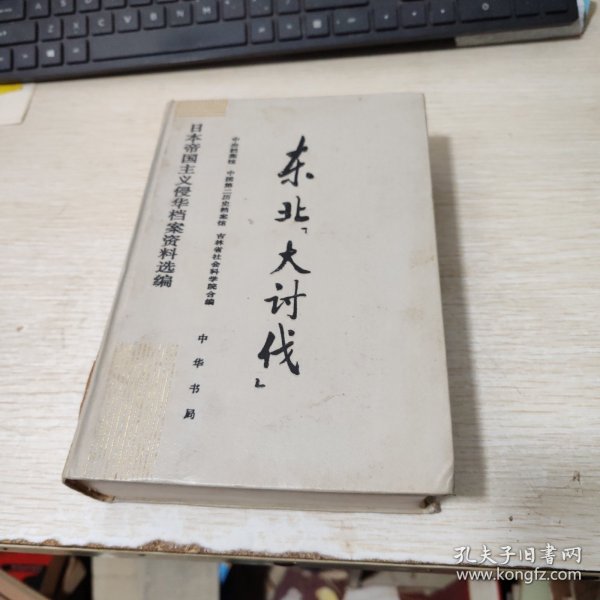 东北「大讨伐」
中央档案馆 中国第二历史档案馆 吉林省社会科学院合编
日本帝国主义侵华档案资料选编
中华书局
孔夫子旧书网
www.kongfz.com